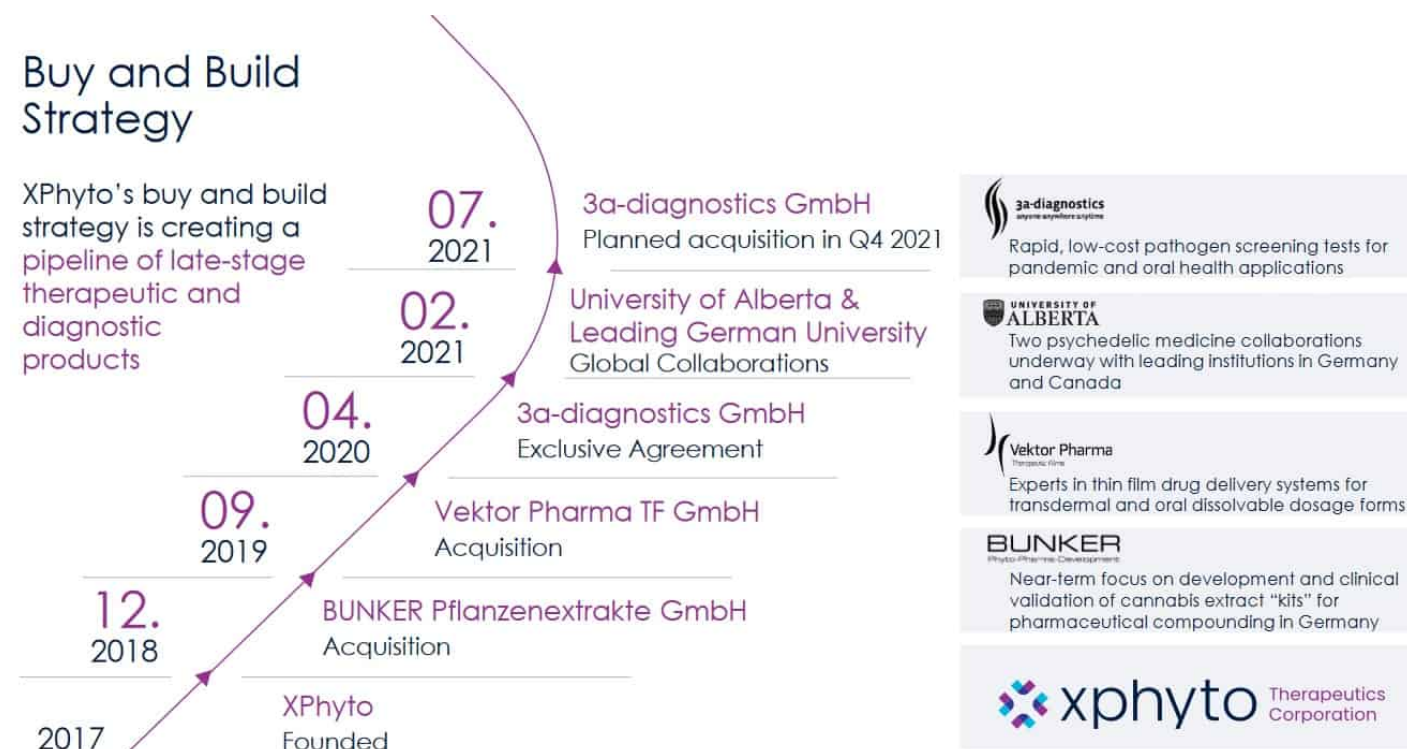 Buy and Build
Strategy
XPhyto's buy and build
strategy is creating a
pipeline of late-stage
therapeutic and
diagnostic
products
07.
2021
3a-diagnostics GmbH
Planned acquisition in Q4 2021
02.
2021
University of Alberta &
Leading German University
Global Collaborations
04.
2020
3a-diagnostics GmbH
Exclusive Agreement
09.
2019
Vektor Pharma TF GmbH
Acquisition
12.
2018
BUNKER Pflanzenextrakte GmbH
Acquisition
2017
XPhyto
Founded
3a-diagnostics
anyone anywhere anytime
Rapid, low-cost pathogen screening tests for
pandemic and oral health applications
UNIVERSITY OF
ALBERTA
Two psychedelic medicine collaborations
underway with leading institutions in Germany
and Canada
Vektor Pharma
Therapeutic Films
Experts in thin film drug delivery systems for
transdermal and oral dissolvable dosage forms
BUNKER
Phyto-Pharma-Development
Near-term focus on development and clinical
validation of cannabis extract "kits" for
pharmaceutical compounding in Germany
xphyto
Therapeutics
Corporation